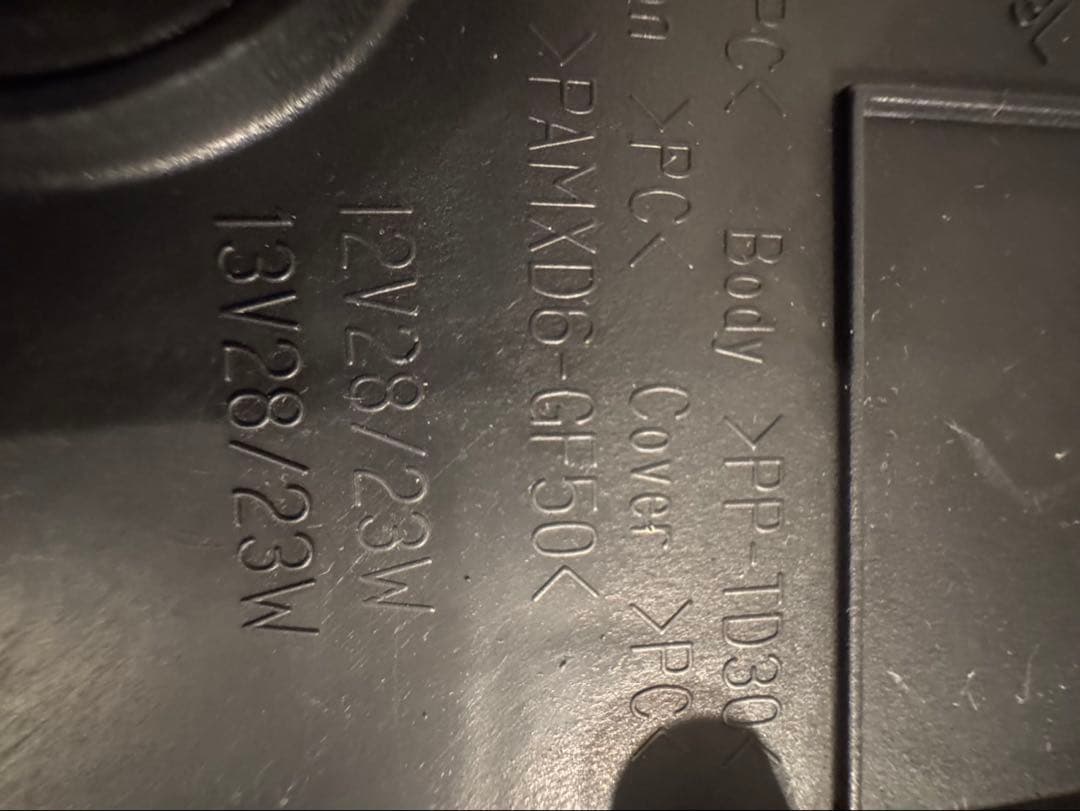 PC< Body >PP-TD30<
>PC< Cover >PC<
>PAMXD6-GF50<
12V28/23W
13V28/23W